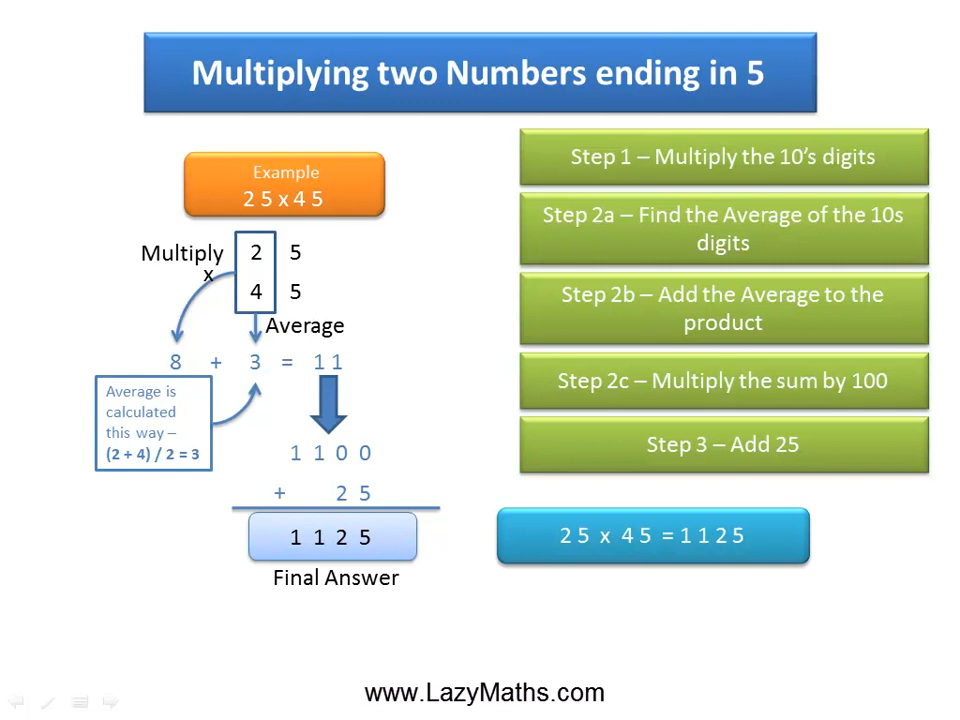 Multiplying two Numbers ending in 5
Example
2 5 x 4 5
Multiply
x
2 5
4 5
Average
8 + 3 = 1 1
Average is
calculated
this way –
(2 + 4) / 2 = 3
1 1 0 0
+ 2 5
1 1 2 5
Final Answer
Step 1 – Multiply the 10’s digits
Step 2a – Find the Average of the 10s
digits
Step 2b – Add the Average to the
product
Step 2c – Multiply the sum by 100
Step 3 – Add 25
2 5 x 4 5 = 1 1 2 5
www.LazyMaths.com